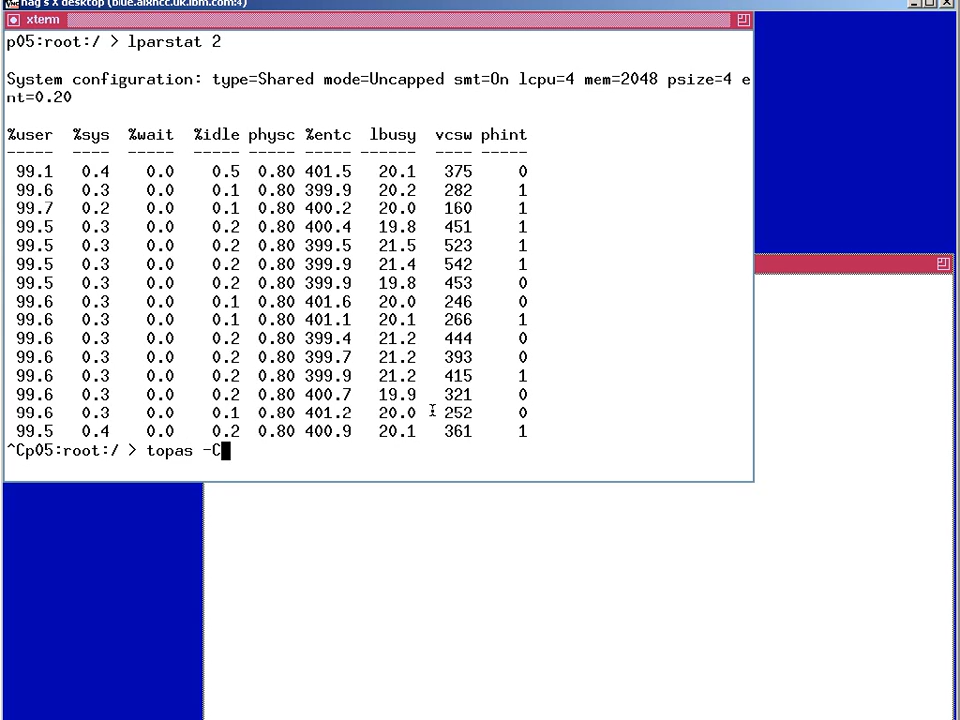 nag's X desktop (blue.aixncc.uk.ibm.com:4)
xterm
p05:root:/ > lparstat 2
System configuration: type=Shared mode=Uncapped smt=On lcpu=4 mem=2048 psize=4 e
nt=0.20
%user %sys %wait %idle physc %entc lbusy vcsw phint
----- ---- ----- ----- ----- ----- ------ ---- -----
99.1 0.4 0.0 0.5 0.80 401.5 20.1 375 0
99.6 0.3 0.0 0.1 0.80 399.9 20.2 282 1
99.7 0.2 0.0 0.1 0.80 400.2 20.0 160 1
99.5 0.3 0.0 0.2 0.80 400.4 19.8 451 1
99.5 0.3 0.0 0.2 0.80 399.5 21.5 523 1
99.5 0.3 0.0 0.2 0.80 399.9 21.4 542 1
99.5 0.3 0.0 0.2 0.80 399.9 19.8 453 0
99.6 0.3 0.0 0.1 0.80 401.6 20.0 246 0
99.6 0.3 0.0 0.1 0.80 401.1 20.1 266 1
99.6 0.3 0.0 0.2 0.80 399.4 21.2 444 0
99.6 0.3 0.0 0.2 0.80 399.7 21.2 393 0
99.6 0.3 0.0 0.2 0.80 399.9 21.2 415 1
99.6 0.3 0.0 0.2 0.80 400.7 19.9 321 0
99.6 0.3 0.0 0.1 0.80 401.2 20.0 252 0
99.5 0.4 0.0 0.2 0.80 400.9 20.1 361 1
^Cp05:root:/ > topas -C